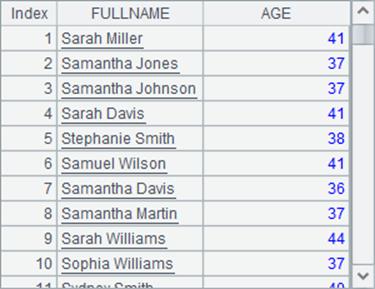 Index FULLNAME AGE
1 Sarah Miller 41
2 Samantha Jones 37
3 Samantha Johnson 37
4 Sarah Davis 41
5 Stephanie Smith 38
6 Samuel Wilson 41
7 Samantha Davis 36
8 Samantha Martin 37
9 Sarah Williams 44
10 Sophia Williams 37
11 Sydney Smith